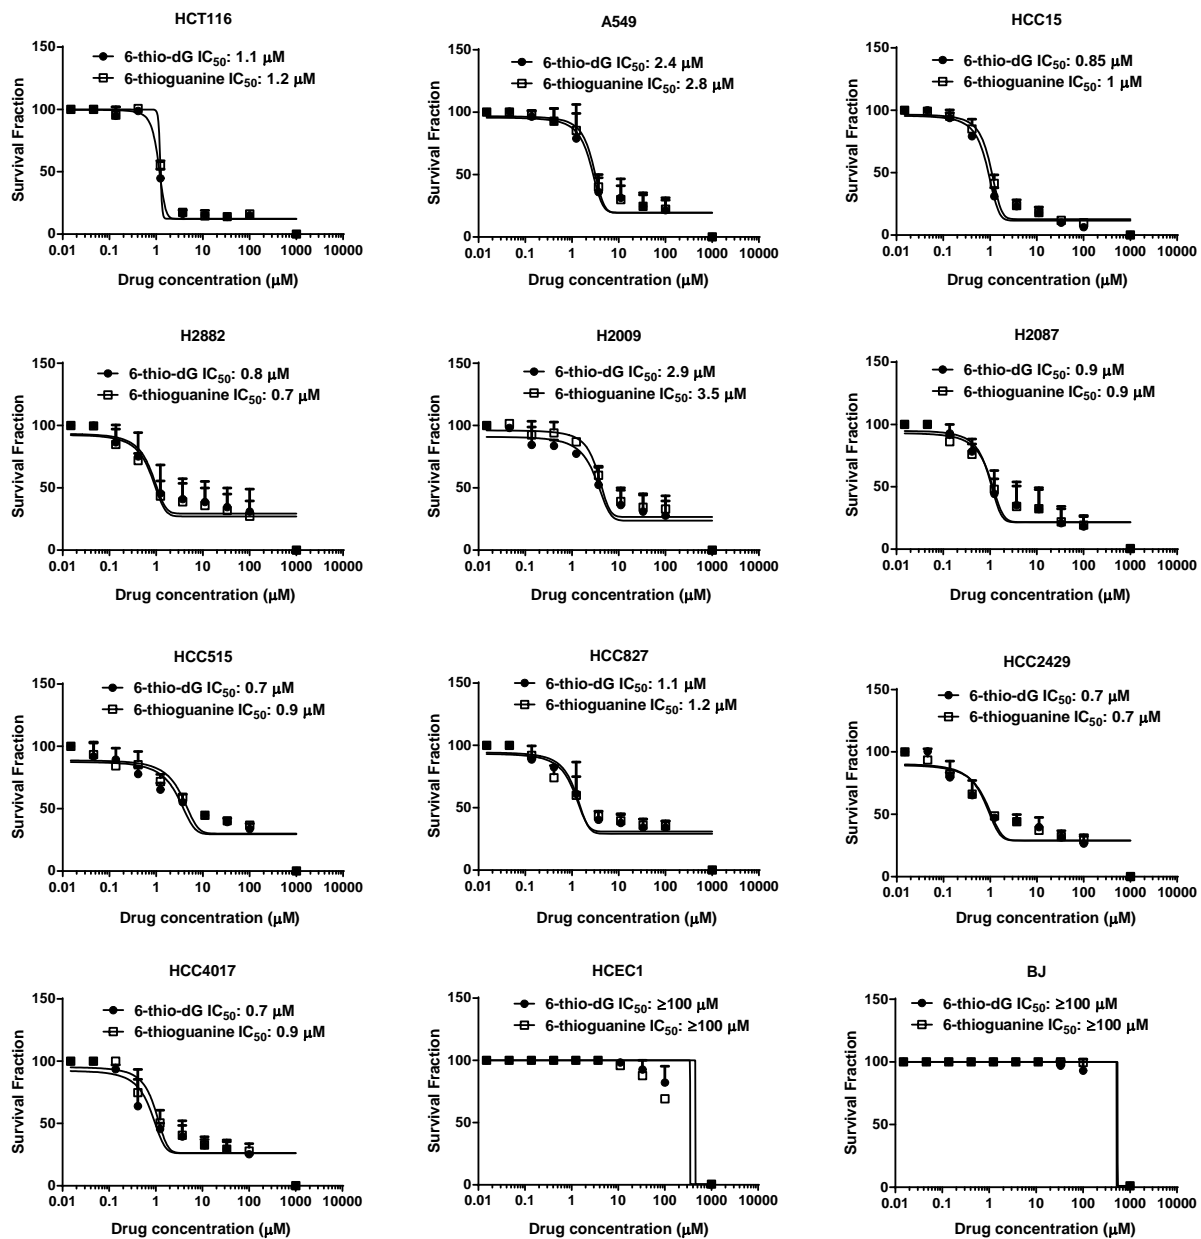 HCT116
6-thio-dG IC50: 1.1 μM
6-thioguanine IC50: 1.2 μM
150
100
50
0
Survival Fraction
0.01 0.1 1 10 100 1000 10000
Drug concentration (μM)
A549
6-thio-dG IC50: 2.4 μM
6-thioguanine IC50: 2.8 μM
150
100
50
0
Survival Fraction
0.01 0.1 1 10 100 1000 10000
Drug concentration (μM)
HCC15
6-thio-dG IC50: 0.85 μM
6-thioguanine IC50: 1 μM
150
100
50
0
Survival Fraction
0.01 0.1 1 10 100 1000 10000
Drug concentration (μM)
H2882
6-thio-dG IC50: 0.8 μM
6-thioguanine IC50: 0.7 μM
150
100
50
0
Survival Fraction
0.01 0.1 1 10 100 1000 10000
Drug concentration (μM)
H2009
6-thio-dG IC50: 2.9 μM
6-thioguanine IC50: 3.5 μM
150
100
50
0
Survival Fraction
0.01 0.1 1 10 100 1000 10000
Drug concentration (μM)
H2087
6-thio-dG IC50: 0.9 μM
6-thioguanine IC50: 0.9 μM
150
100
50
0
Survival Fraction
0.01 0.1 1 10 100 1000 10000
Drug concentration (μM)
HCC515
6-thio-dG IC50: 0.7 μM
6-thioguanine IC50: 0.9 μM
150
100
50
0
Survival Fraction
0.01 0.1 1 10 100 1000 10000
Drug concentration (μM)
HCC827
6-thio-dG IC50: 1.1 μM
6-thioguanine IC50: 1.2 μM
150
100
50
0
Survival Fraction
0.01 0.1 1 10 100 1000 10000
Drug concentration (μM)
HCC2429
6-thio-dG IC50: 0.7 μM
6-thioguanine IC50: 0.7 μM
150
100
50
0
Survival Fraction
0.01 0.1 1 10 100 1000 10000
Drug concentration (μM)
HCC4017
6-thio-dG IC50: 0.7 μM
6-thioguanine IC50: 0.9 μM
150
100
50
0
Survival Fraction
0.01 0.1 1 10 100 1000 10000
Drug concentration (μM)
HCEC1
6-thio-dG IC50: ≥100 μM
6-thioguanine IC50: ≥100 μM
150
100
50
0
Survival Fraction
0.01 0.1 1 10 100 1000 10000
Drug concentration (μM)
BJ
6-thio-dG IC50: ≥100 μM
6-thioguanine IC50: ≥100 μM
150
100
50
0
Survival Fraction
0.01 0.1 1 10 100 1000 10000
Drug concentration (μM)